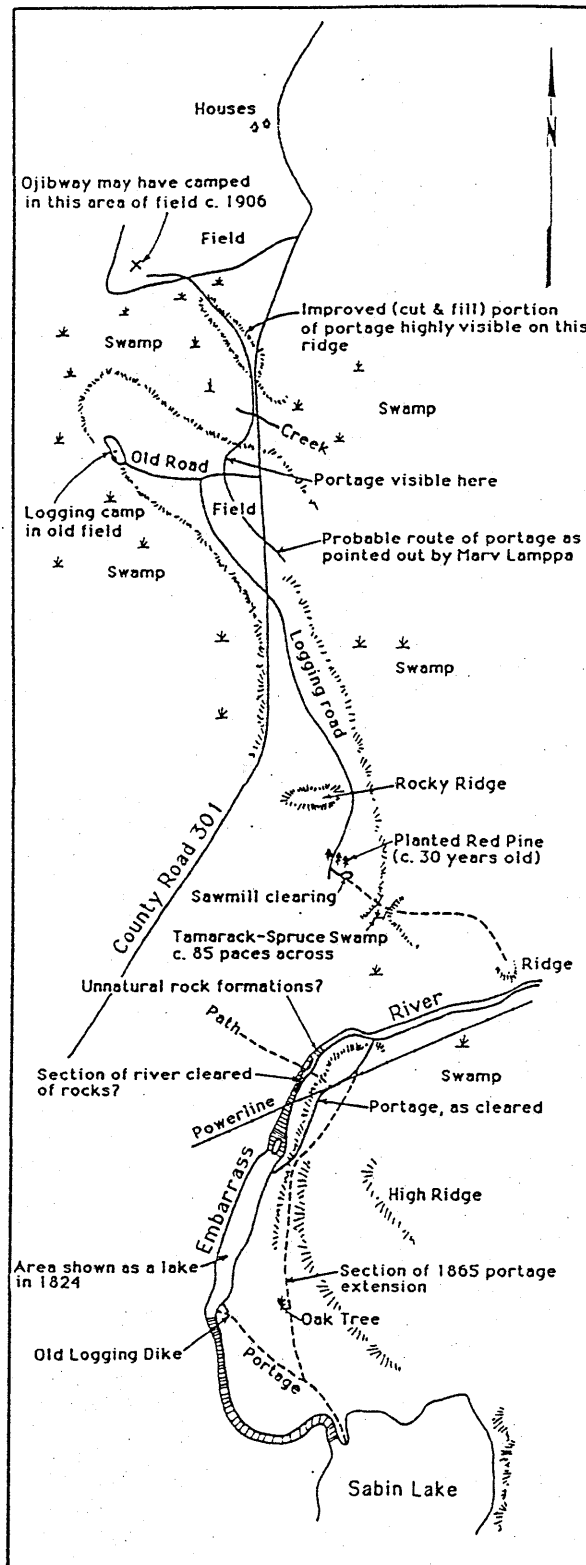 N
Houses
Ojibway may have camped
in this area of field c. 1906
Field
Improved (cut & fill) portion
of portage highly visible on this
ridge
Swamp
Swamp
Creek
Old Road
Portage visible here
Logging camp
in old field
Field
Probable route of portage as
pointed out by Marv Lamppa
Swamp
Logging road
Swamp
Rocky Ridge
County Road 301
Planted Red Pine
(c. 30 years old)
Sawmill clearing
Tamarack-Spruce Swamp
c. 85 paces across
Ridge
Unnatural rock formations?
River
Path
Section of river cleared
of rocks?
Swamp
Powerline
Portage, as cleared
Embarrass
High Ridge
Area shown as a lake
in 1824
Section of 1865 portage
extension
Oak Tree
Old Logging Dike
Portage
Sabin Lake